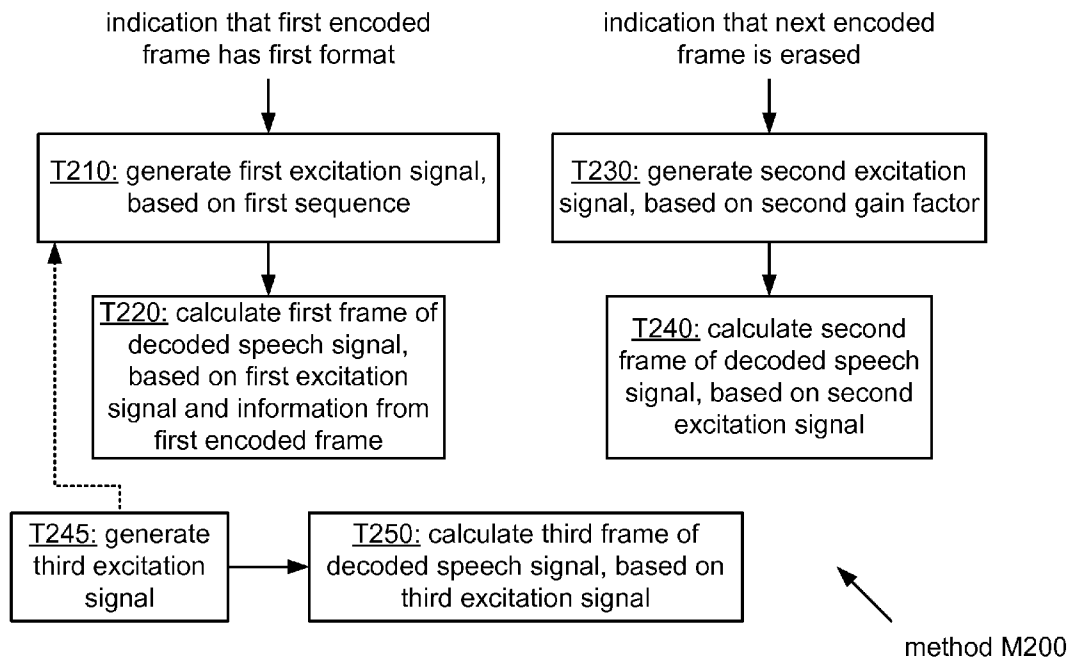 indication that first encoded
frame has first format
indication that next encoded
frame is erased
T210: generate first excitation signal,
based on first sequence
T230: generate second excitation
signal, based on second gain factor
T220: calculate first frame of
decoded speech signal,
based on first excitation
signal and information from
first encoded frame
T240: calculate second
frame of decoded speech
signal, based on second
excitation signal
T245: generate
third excitation
signal
T250: calculate third frame of
decoded speech signal, based on
third excitation signal
method M200